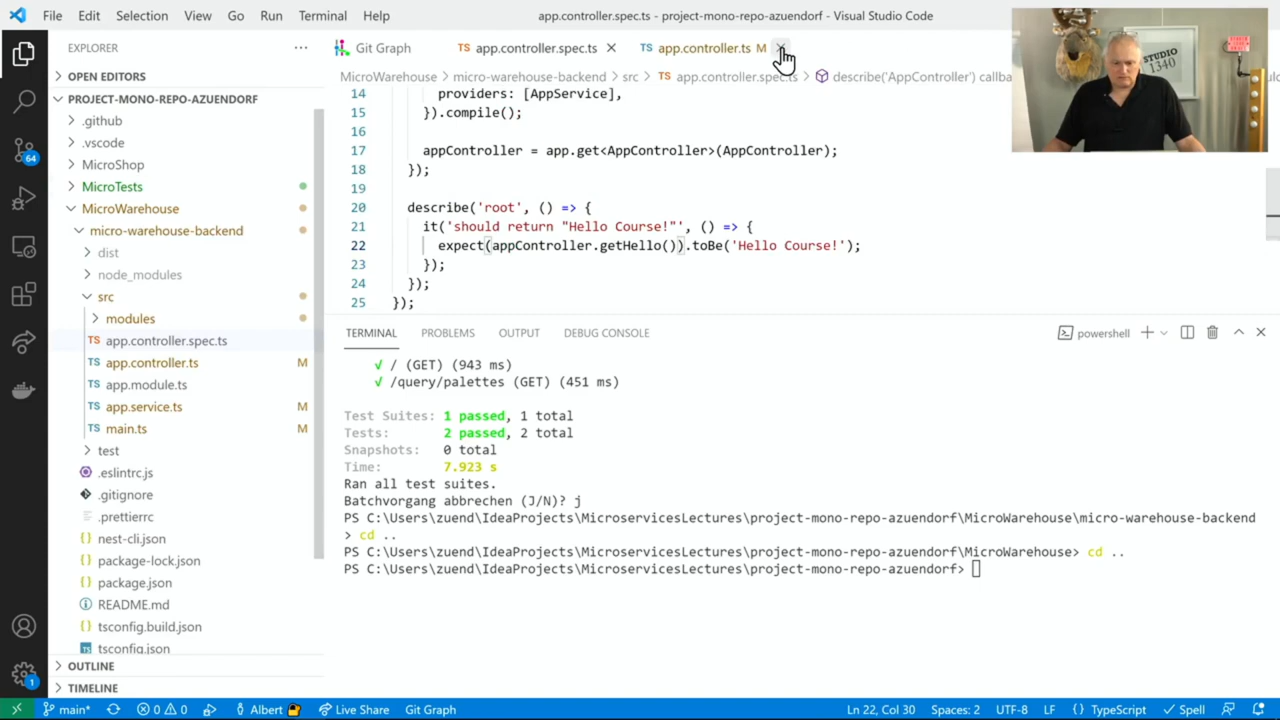 File Edit Selection View Go Run Terminal Help app.controller.spec.ts - project-mono-repo-azuendorf - Visual Studio Code
EXPLORER
OPEN EDITORS
PROJECT-MONO-REPO-AZUENDORF
.github
.vscode
MicroShop
MicroTests
MicroWarehouse
micro-warehouse-backend
dist
node_modules
src
modules
TS app.controller.spec.ts
TS app.controller.ts M
TS app.module.ts
TS app.service.ts M
TS main.ts M
test
.eslintrc.js
.gitignore
.prettierrc
nest-cli.json
package-lock.json
package.json
README.md
tsconfig.build.json
tsconfig.json
OUTLINE
TIMELINE
64
1
Git Graph TS app.controller.spec.ts TS app.controller.ts M
MicroWarehouse > micro-warehouse-backend > src > TS app.controller.spec.ts > describe('AppController') callba
14 providers: [AppService],
15 }).compile();
16
17 appController = app.get<AppController>(AppController);
18 });
19
20 describe('root', () => {
21 it('should return "Hello Course!"', () => {
22 expect(appController.getHello()).toBe('Hello Course!');
23 });
24 });
25 });
STUDIO
1340
TERMINAL PROBLEMS OUTPUT DEBUG CONSOLE powershell
√ / (GET) (943 ms)
√ /query/palettes (GET) (451 ms)
Test Suites: 1 passed, 1 total
Tests: 2 passed, 2 total
Snapshots: 0 total
Time: 7.923 s
Ran all test suites.
Batchvorgang abbrechen (J/N)? j
PS C:\Users\zuend\IdeaProjects\MicroservicesLectures\project-mono-repo-azuendorf\MicroWarehouse\micro-warehouse-backend
> cd ..
PS C:\Users\zuend\IdeaProjects\MicroservicesLectures\project-mono-repo-azuendorf\MicroWarehouse> cd ..
PS C:\Users\zuend\IdeaProjects\MicroservicesLectures\project-mono-repo-azuendorf>
main* 0 0 Albert Live Share Git Graph Ln 22, Col 30 Spaces: 2 UTF-8 LF {} TypeScript Spell